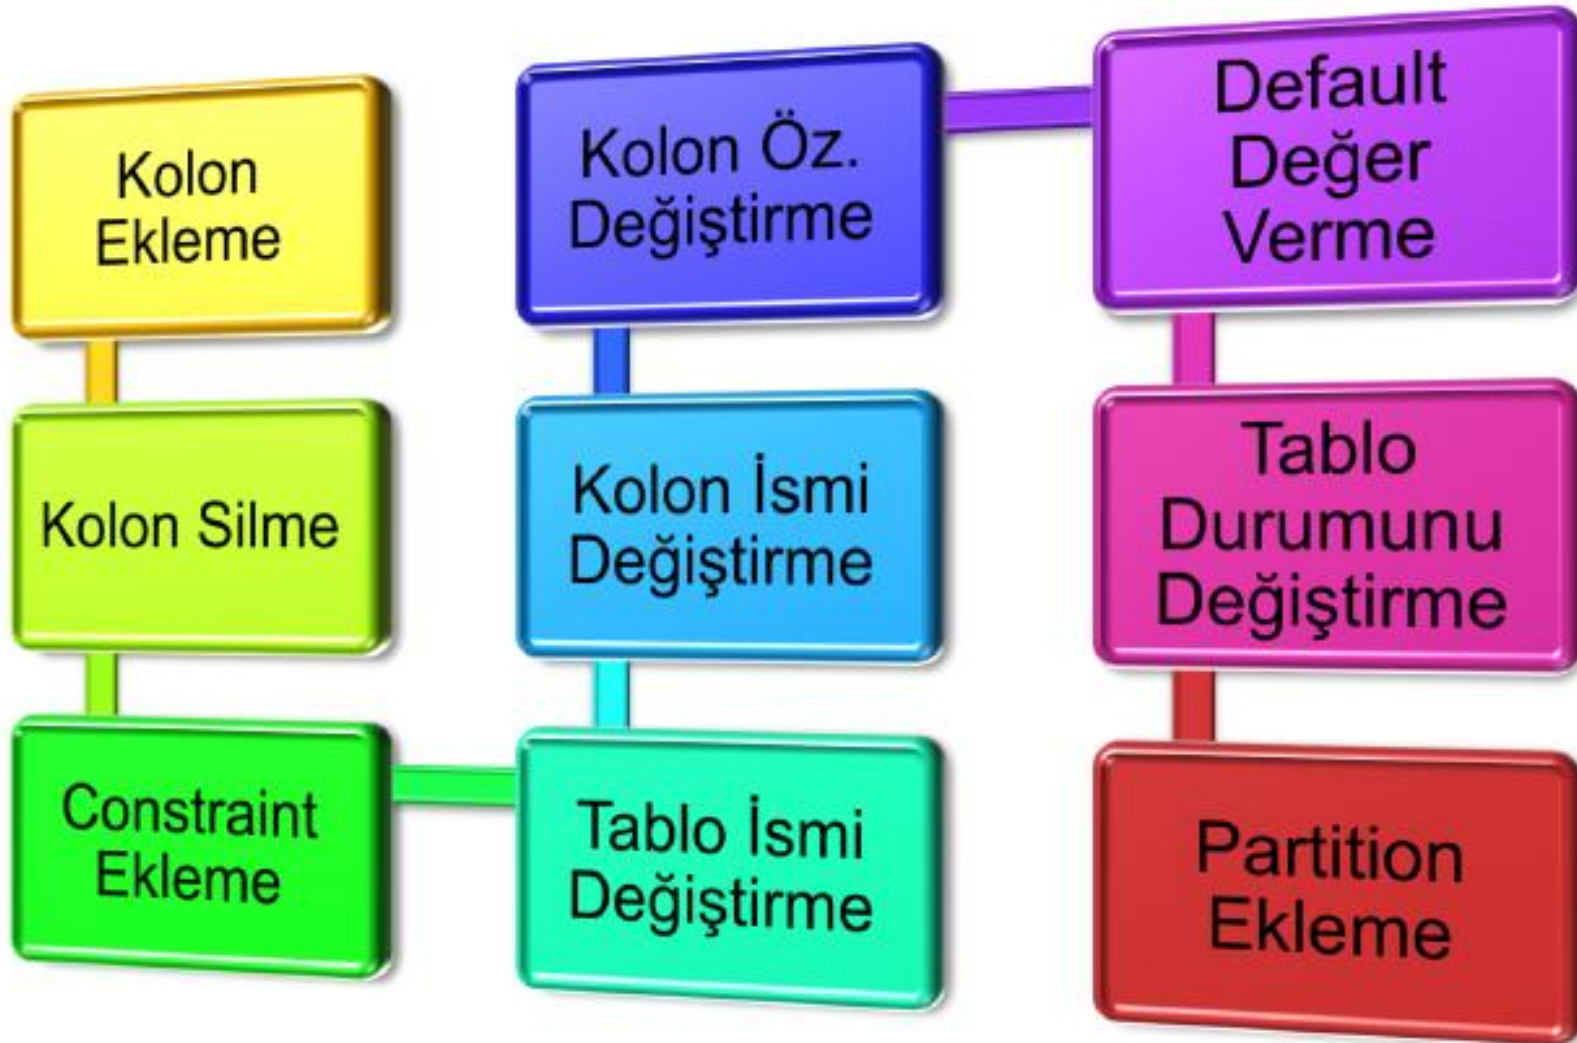 Kolon
Ekleme
Kolon Silme
Constraint
Ekleme
Tablo İsmi
Değiştirme
Kolon İsmi
Değiştirme
Kolon Öz.
Değiştirme
Default
Değer
Verme
Tablo
Durumunu
Değiştirme
Partition
Ekleme